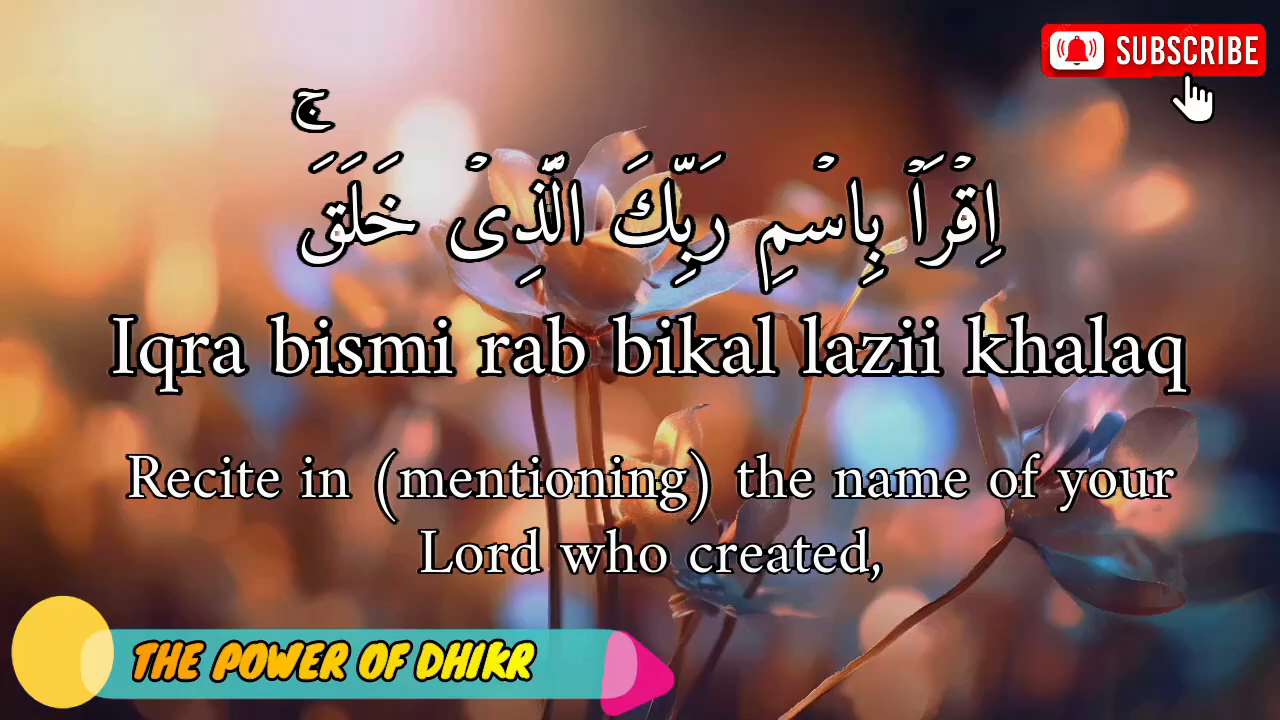 SUBSCRIBE
اِقۡرَاۡ بِاسۡمِ رَبِّكَ الَّذِىۡ خَلَقَ‌ۚ
Iqra bismi rab bikal lazii khalaq
Recite in (mentioning) the name of your
Lord who created,
THE POWER OF DHIKR